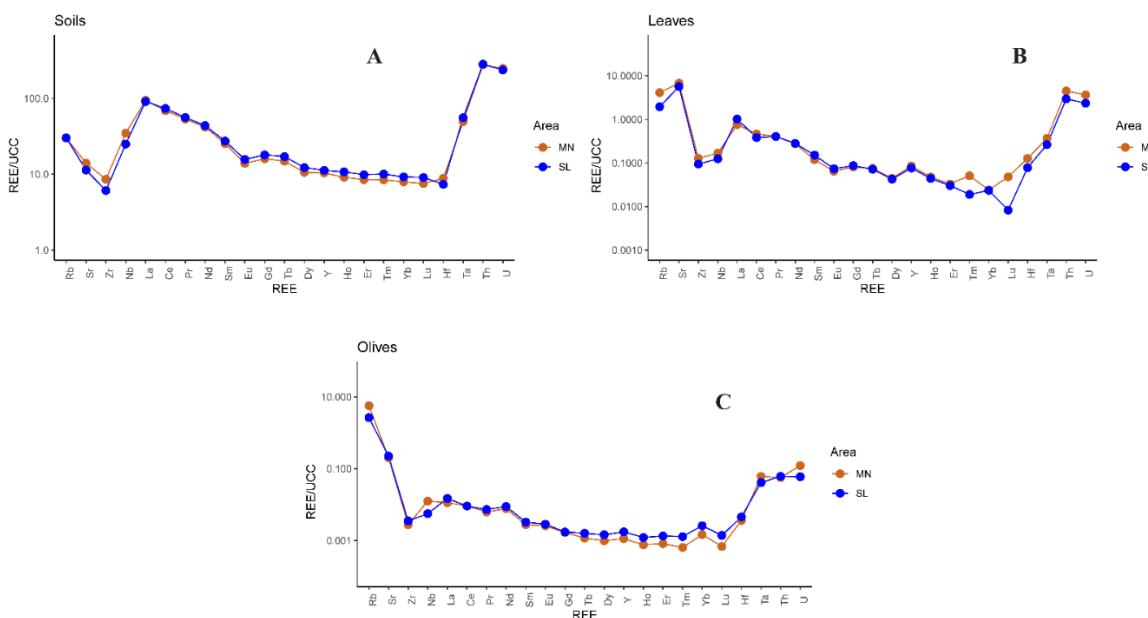 Soils
A
REE/UCC
100.0
10.0
1.0
Rb Sr Zr Nb La Ce Pr Nd Sm Eu Gd Tb Dy Y Ho Er Tm Yb Lu Hf Ta Th U
REE
Area
MN
SL
Leaves
B
REE/UCC
10.0000
1.0000
0.1000
0.0100
0.0010
Rb Sr Zr Nb La Ce Pr Nd Sm Eu Gd Tb Dy Y Ho Er Tm Yb Lu Hf Ta Th U
REE
Area
M
S
Olives
C
REE/UCC
10.000
0.100
0.001
Rb Sr Zr Nb La Ce Pr Nd Sm Eu Gd Tb Dy Y Ho Er Tm Yb Lu Hf Ta Th U
REE
Area
MN
SL